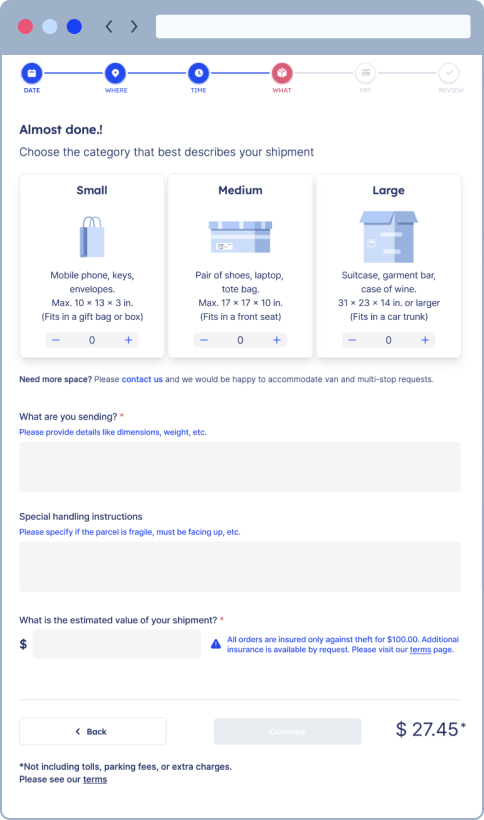 DATE WHERE TIME WHAT PAY REVIEW
Almost done.!
Choose the category that best describes your shipment
Small
Mobile phone, keys,
envelopes.
Max. 10 × 13 × 3 in.
(Fits in a gift bag or box)
− 0 +
Medium
Pair of shoes, laptop,
tote bag.
Max. 17 × 17 × 10 in.
(Fits in a front seat)
− 0 +
Large
Suitcase, garment bar,
case of wine.
31 × 23 × 14 in. or larger
(Fits in a car trunk)
− 0 +
Need more space? Please contact us and we would be happy to accommodate van and multi-stop requests.
What are you sending? *
Please provide details like dimensions, weight, etc.
Special handling instructions
Please specify if the parcel is fragile, must be facing up, etc.
What is the estimated value of your shipment? *
$
All orders are insured only against theft for $100.00. Additional
insurance is available by request. Please visit our terms page.
Back
Continue
$ 27.45*
*Not including tolls, parking fees, or extra charges.
Please see our terms